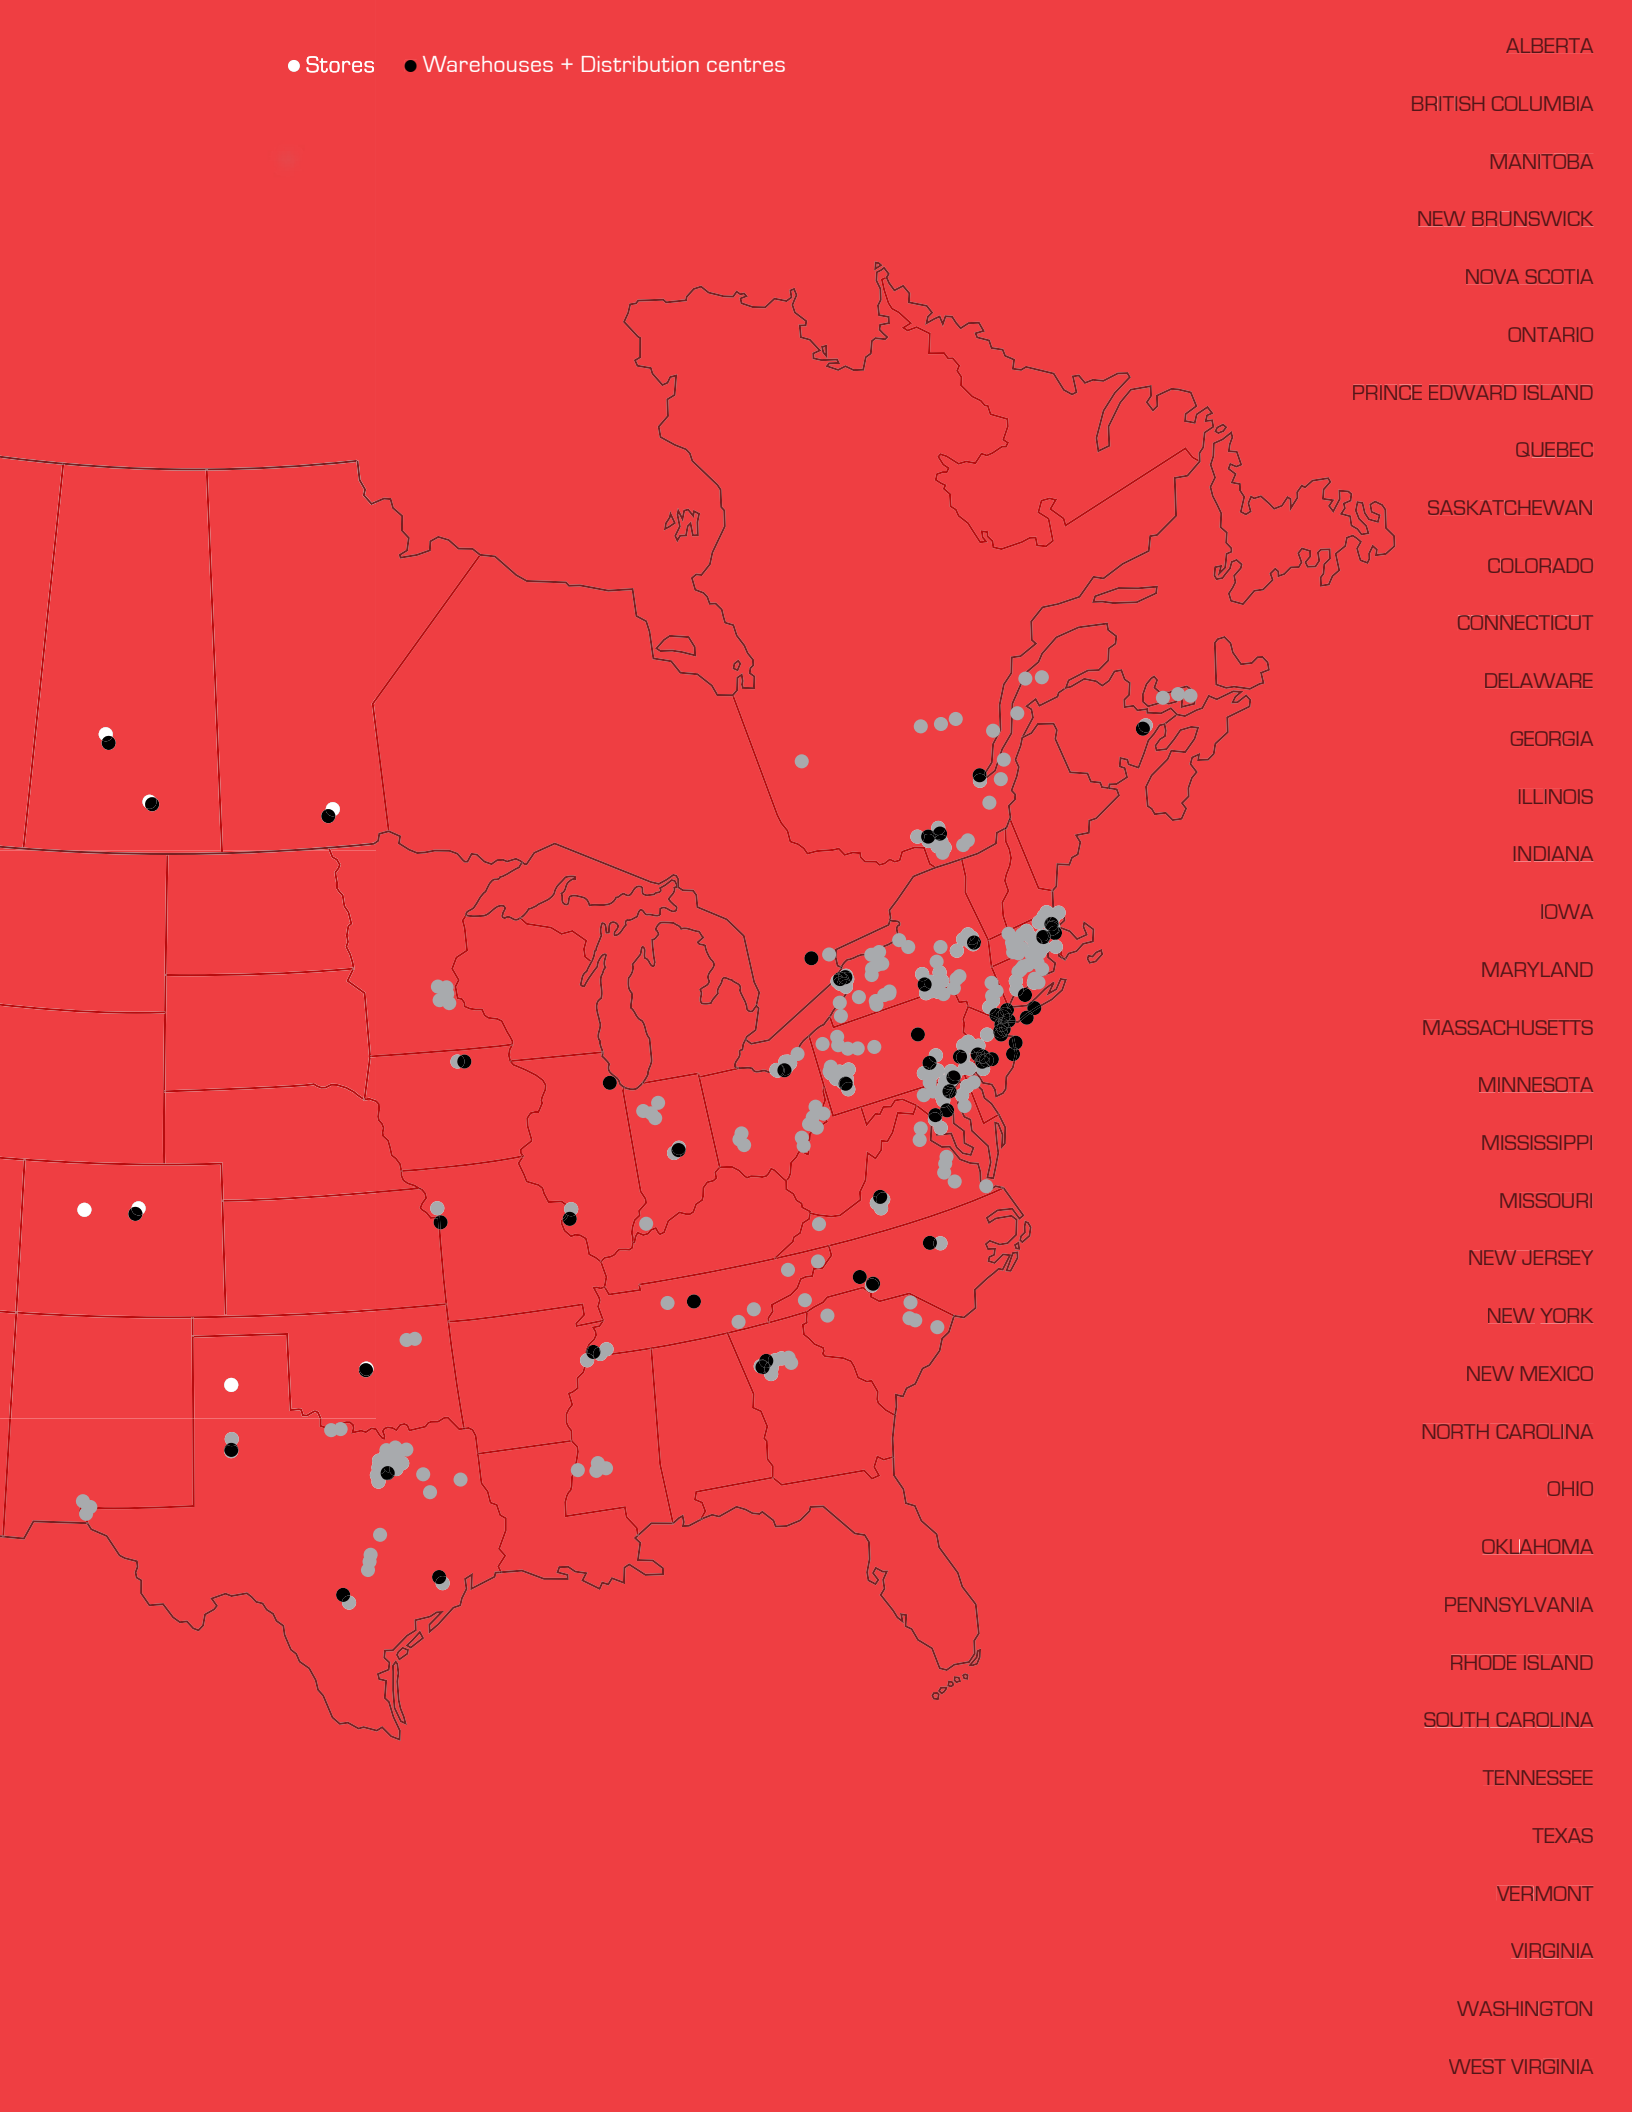 Stores Warehouses + Distribution centres
ALBERTA
BRITISH COLUMBIA
MANITOBA
NEW BRUNSWICK
NOVA SCOTIA
ONTARIO
PRINCE EDWARD ISLAND
QUEBEC
SASKATCHEWAN
COLORADO
CONNECTICUT
DELAWARE
GEORGIA
ILLINOIS
INDIANA
IOWA
MARYLAND
MASSACHUSETTS
MINNESOTA
MISSISSIPPI
MISSOURI
NEW JERSEY
NEW YORK
NEW MEXICO
NORTH CAROLINA
OHIO
OKLAHOMA
PENNSYLVANIA
RHODE ISLAND
SOUTH CAROLINA
TENNESSEE
TEXAS
VERMONT
VIRGINIA
WASHINGTON
WEST VIRGINIA